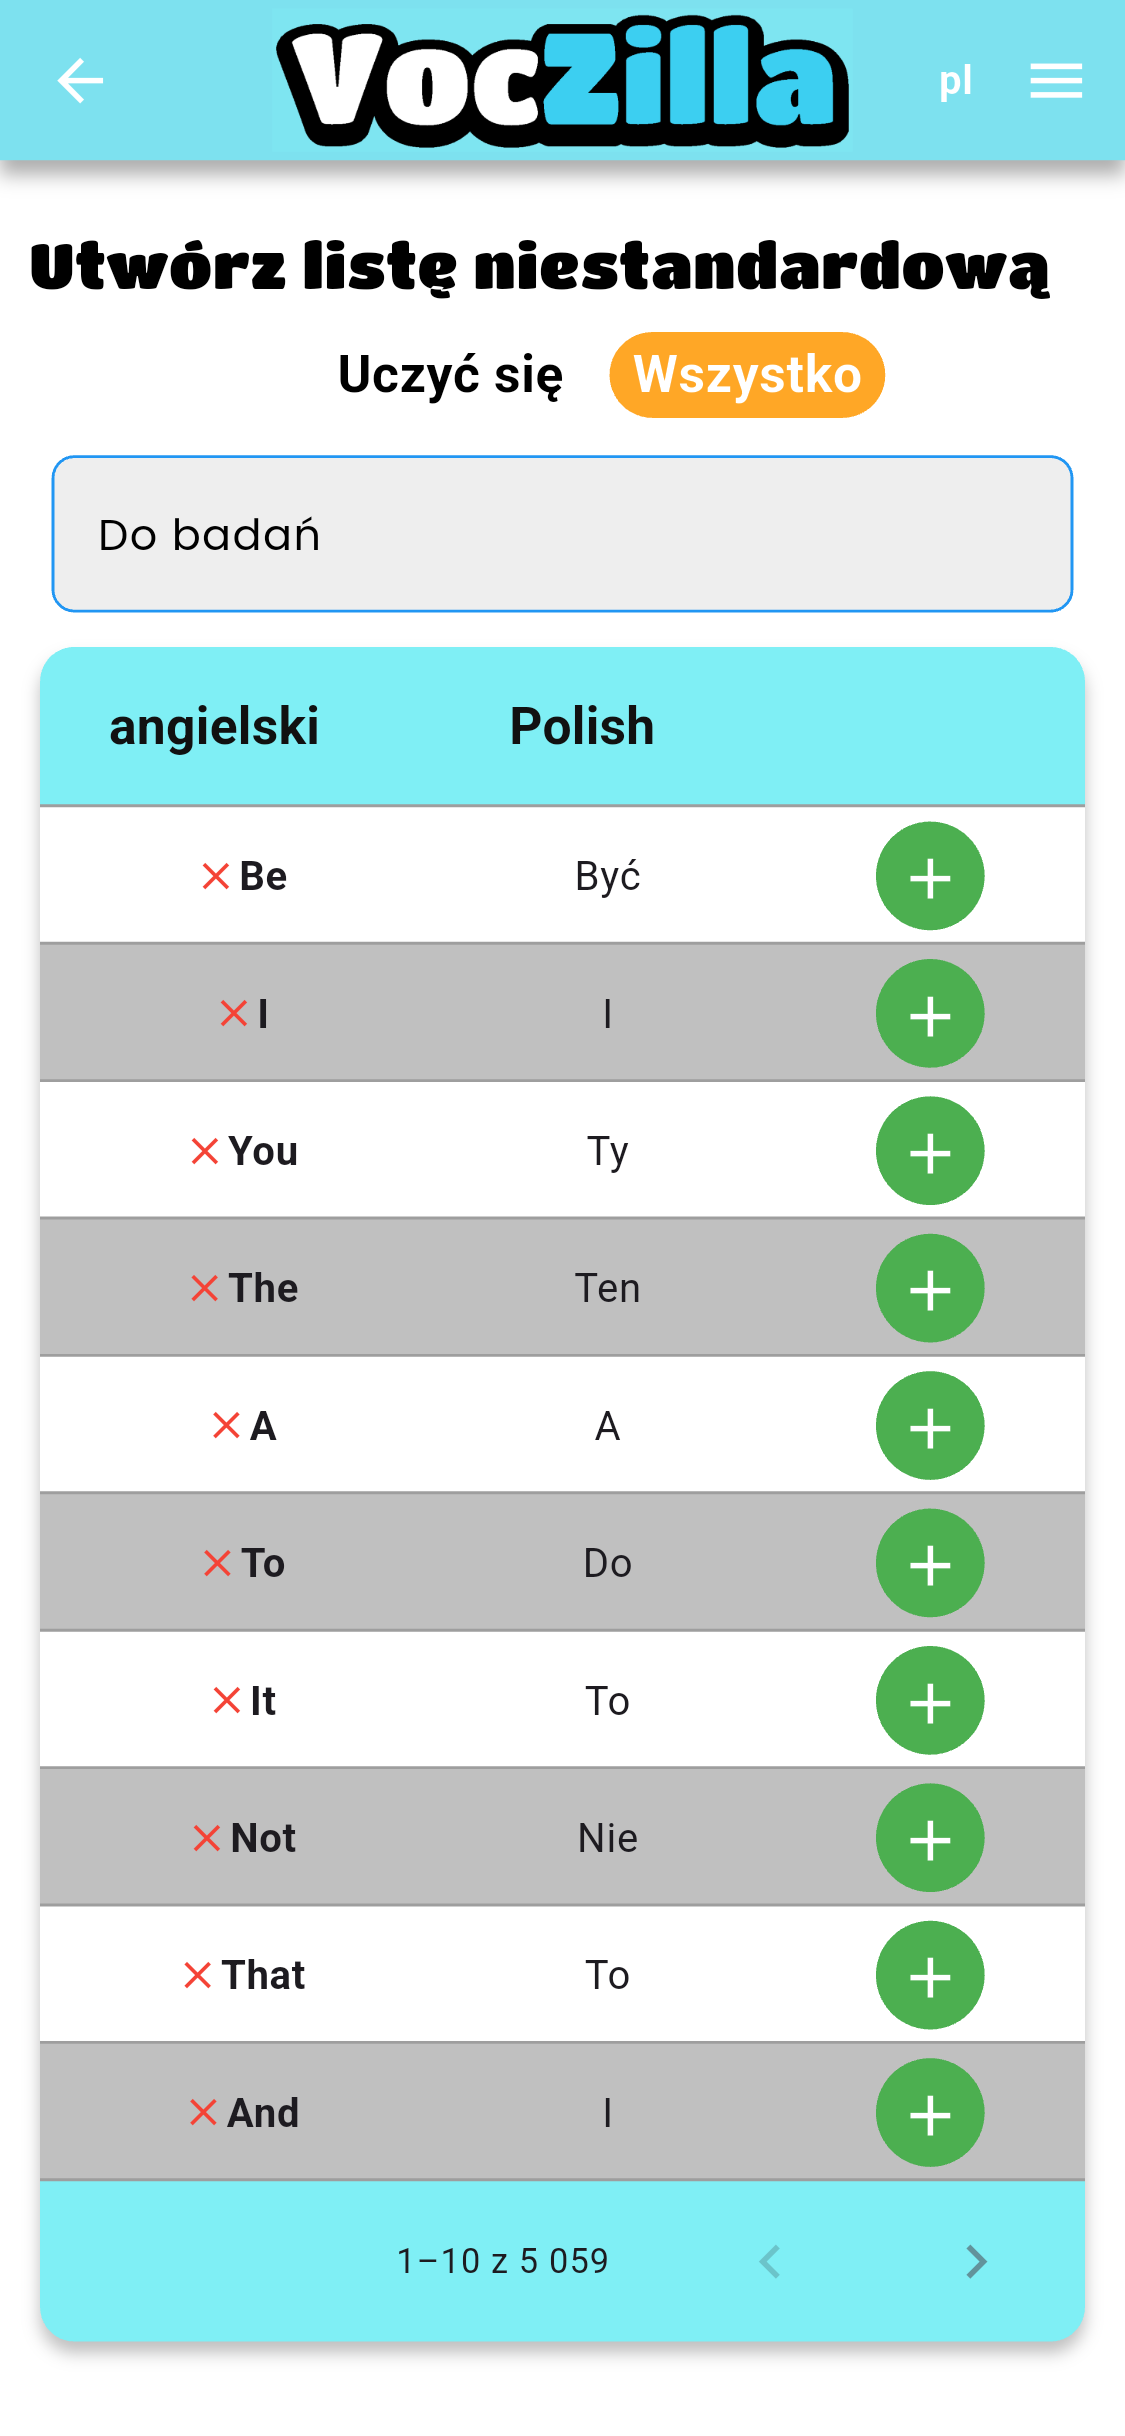 VocZilla
pl
Utwórz listę niestandardową
Uczyć się Wszystko
Do badań
angielski Polish
Be Być
I I
You Ty
The Ten
A A
To Do
It To
Not Nie
That To
And I
1–10 z 5 059